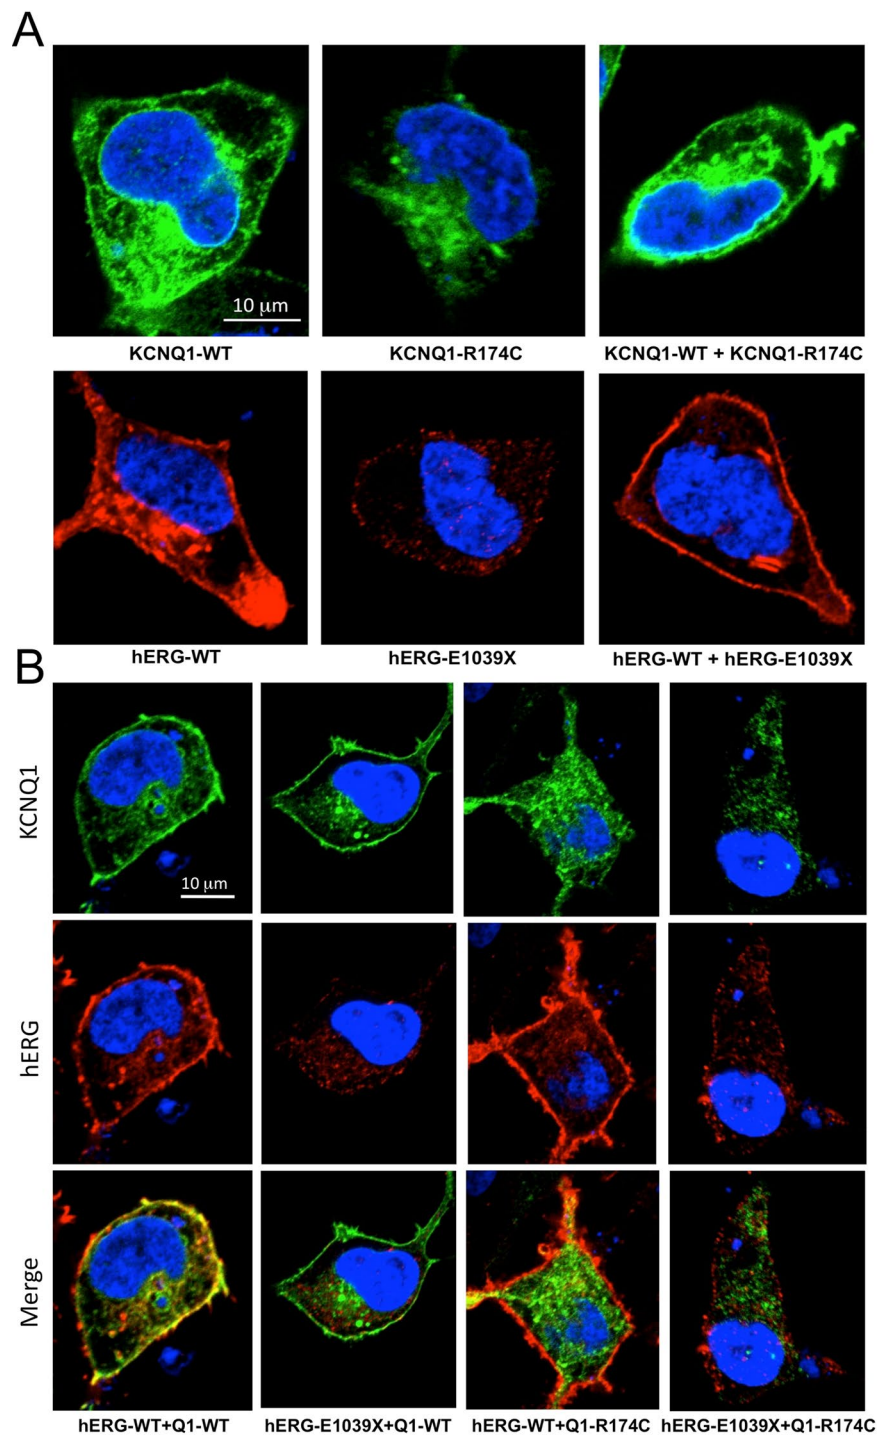 A
10 μm
KCNQ1-WT
KCNQ1-R174C
KCNQ1-WT + KCNQ1-R174C
hERG-WT
hERG-E1039X
hERG-WT + hERG-E1039X
B
KCNQ1
10 μm
hERG
Merge
hERG-WT+Q1-WT
hERG-E1039X+Q1-WT
hERG-WT+Q1-R174C
hERG-E1039X+Q1-R174C